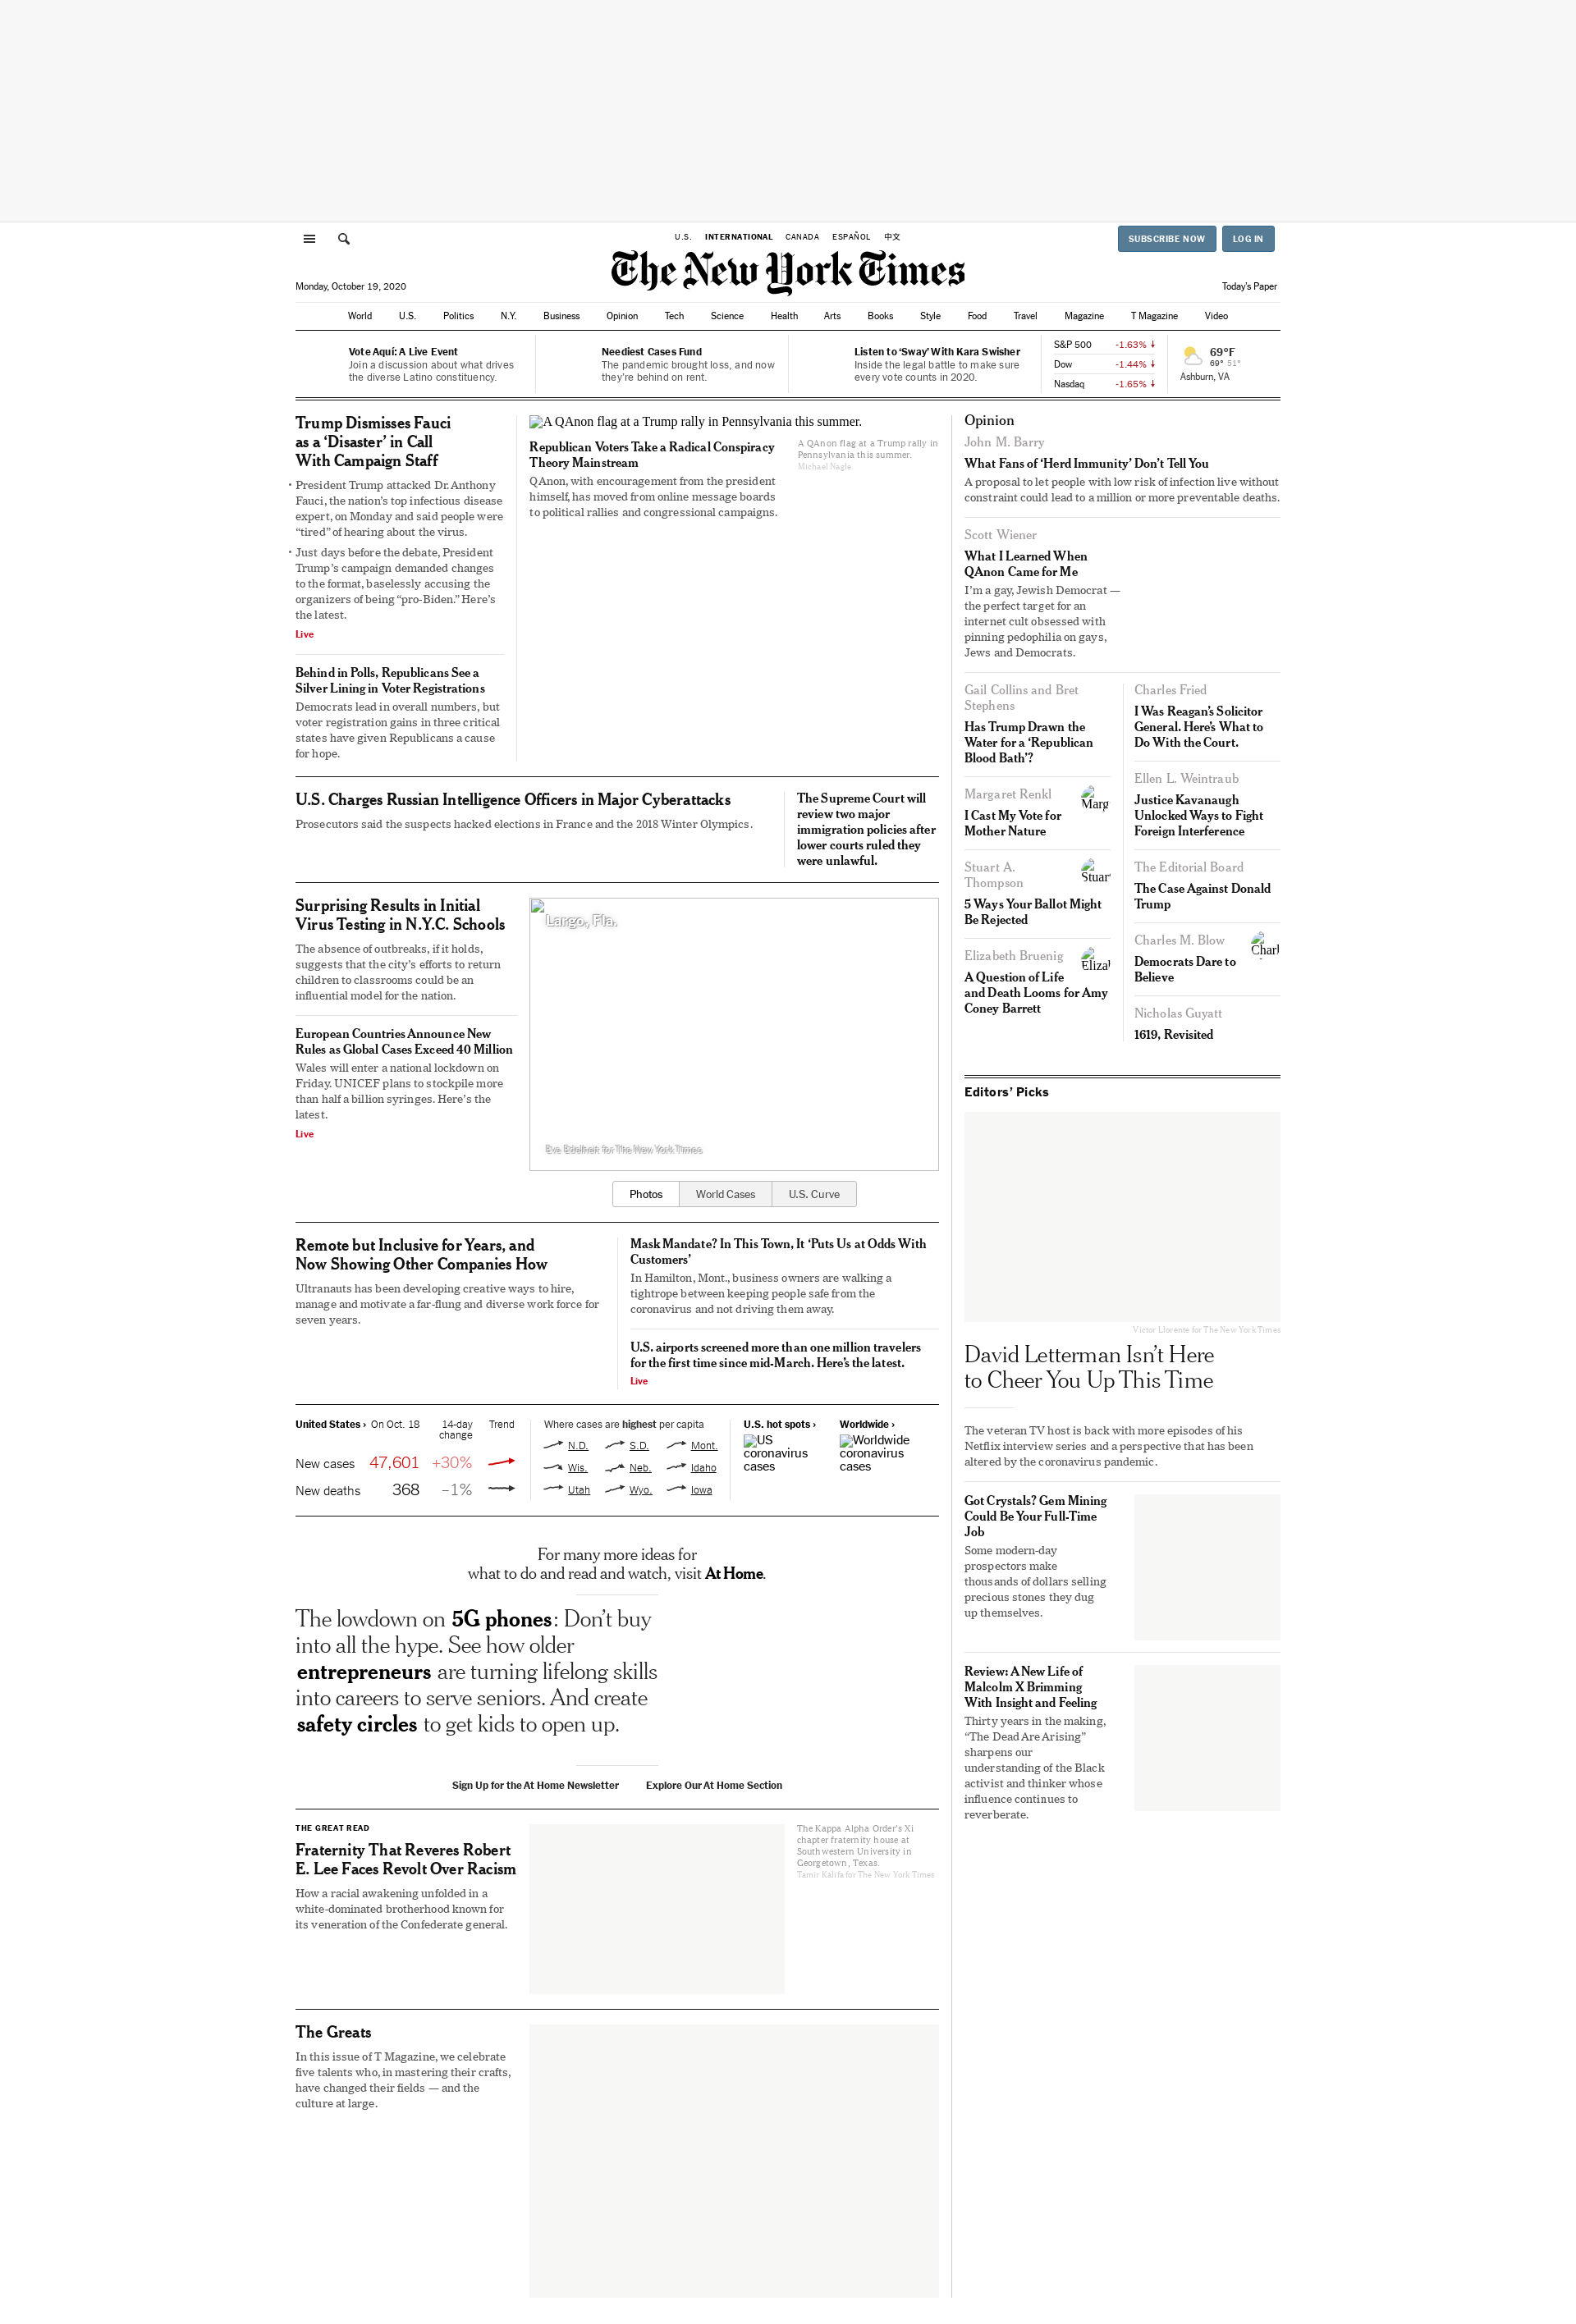 U.S. INTERNATIONAL CANADA ESPAÑOL 中文
SUBSCRIBE NOW LOG IN
The New York Times
Monday, October 19, 2020
Today's Paper
World U.S. Politics N.Y. Business Opinion Tech Science Health Arts Books Style Food Travel Magazine T Magazine Video
Vote Aquí: A Live Event
Join a discussion about what drives
the diverse Latino constituency.
Neediest Cases Fund
The pandemic brought loss, and now
they're behind on rent.
Listen to ‘Sway’ With Kara Swisher
Inside the legal battle to make sure
every vote counts in 2020.
S&P 500 -1.63%
Dow -1.44%
Nasdaq -1.65%
69°F
69° 51°
Ashburn, VA
Trump Dismisses Fauci
as a ‘Disaster’ in Call
With Campaign Staff
• President Trump attacked Dr. Anthony
Fauci, the nation’s top infectious disease
expert, on Monday and said people were
“tired” of hearing about the virus.
• Just days before the debate, President
Trump’s campaign demanded changes
to the format, baselessly accusing the
organizers of being “pro-Biden.” Here’s
the latest.
Live
Behind in Polls, Republicans See a
Silver Lining in Voter Registrations
Democrats lead in overall numbers, but
voter registration gains in three critical
states have given Republicans a cause
for hope.
A QAnon flag at a Trump rally in Pennsylvania this summer.
Republican Voters Take a Radical Conspiracy
Theory Mainstream
QAnon, with encouragement from the president
himself, has moved from online message boards
to political rallies and congressional campaigns.
A QAnon flag at a Trump rally in
Pennsylvania this summer.
Michael Nagle
U.S. Charges Russian Intelligence Officers in Major Cyberattacks
Prosecutors said the suspects hacked elections in France and the 2018 Winter Olympics.
The Supreme Court will
review two major
immigration policies after
lower courts ruled they
were unlawful.
Surprising Results in Initial
Virus Testing in N.Y.C. Schools
The absence of outbreaks, if it holds,
suggests that the city’s efforts to return
children to classrooms could be an
influential model for the nation.
European Countries Announce New
Rules as Global Cases Exceed 40 Million
Wales will enter a national lockdown on
Friday. UNICEF plans to stockpile more
than half a billion syringes. Here’s the
latest.
Live
Largo, Fla.
Eve Edelheit for The New York Times
Photos World Cases U.S. Curve
Remote but Inclusive for Years, and
Now Showing Other Companies How
Ultranauts has been developing creative ways to hire,
manage and motivate a far-flung and diverse work force for
seven years.
Mask Mandate? In This Town, It ‘Puts Us at Odds With
Customers’
In Hamilton, Mont., business owners are walking a
tightrope between keeping people safe from the
coronavirus and not driving them away.
U.S. airports screened more than one million travelers
for the first time since mid-March. Here’s the latest.
Live
United States › On Oct. 18 14-day
change Trend
New cases 47,601 +30%
New deaths 368 –1%
Where cases are highest per capita
N.D. S.D. Mont.
Wis. Neb. Idaho
Utah Wyo. Iowa
U.S. hot spots ›
US
coronavirus
cases
Worldwide ›
Worldwide
coronavirus
cases
For many more ideas for
what to do and read and watch, visit At Home.
The lowdown on 5G phones: Don’t buy
into all the hype. See how older
entrepreneurs are turning lifelong skills
into careers to serve seniors. And create
safety circles to get kids to open up.
Sign Up for the At Home Newsletter Explore Our At Home Section
THE GREAT READ
Fraternity That Reveres Robert
E. Lee Faces Revolt Over Racism
How a racial awakening unfolded in a
white-dominated brotherhood known for
its veneration of the Confederate general.
The Kappa Alpha Order’s Xi
chapter fraternity house at
Southwestern University in
Georgetown, Texas.
Tamir Kalifa for The New York Times
The Greats
In this issue of T Magazine, we celebrate
five talents who, in mastering their crafts,
have changed their fields — and the
culture at large.
Opinion
John M. Barry
What Fans of ‘Herd Immunity’ Don’t Tell You
A proposal to let people with low risk of infection live without
constraint could lead to a million or more preventable deaths.
Scott Wiener
What I Learned When
QAnon Came for Me
I’m a gay, Jewish Democrat —
the perfect target for an
internet cult obsessed with
pinning pedophilia on gays,
Jews and Democrats.
Gail Collins and Bret
Stephens
Has Trump Drawn the
Water for a ‘Republican
Blood Bath’?
Margaret Renkl
Marg
I Cast My Vote for
Mother Nature
Stuart A.
Thompson
Stuar
5 Ways Your Ballot Might
Be Rejected
Elizabeth Bruenig
Eliza
A Question of Life
and Death Looms for Amy
Coney Barrett
Charles Fried
I Was Reagan’s Solicitor
General. Here’s What to
Do With the Court.
Ellen L. Weintraub
Justice Kavanaugh
Unlocked Ways to Fight
Foreign Interference
The Editorial Board
The Case Against Donald
Trump
Charles M. Blow
Charl
Democrats Dare to
Believe
Nicholas Guyatt
1619, Revisited
Editors’ Picks
Victor Llorente for The New York Times
David Letterman Isn’t Here
to Cheer You Up This Time
The veteran TV host is back with more episodes of his
Netflix interview series and a perspective that has been
altered by the coronavirus pandemic.
Got Crystals? Gem Mining
Could Be Your Full-Time
Job
Some modern-day
prospectors make
thousands of dollars selling
precious stones they dug
up themselves.
Review: A New Life of
Malcolm X Brimming
With Insight and Feeling
Thirty years in the making,
“The Dead Are Arising”
sharpens our
understanding of the Black
activist and thinker whose
influence continues to
reverberate.